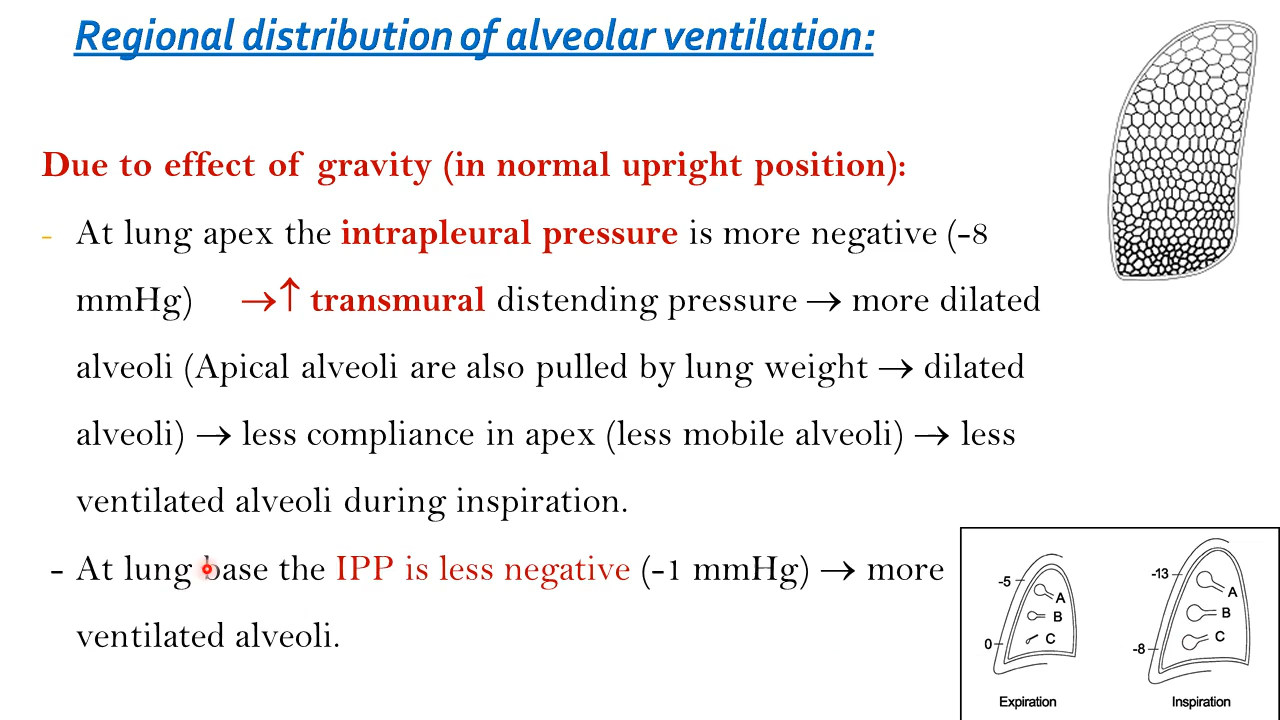 Regional distribution of alveolar ventilation:
Due to effect of gravity (in normal upright position):
- At lung apex the intrapleural pressure is more negative (-8
mmHg) →↑ transmural distending pressure → more dilated
alveoli (Apical alveoli are also pulled by lung weight → dilated
alveoli) → less compliance in apex (less mobile alveoli) → less
- ventilated alveoli during inspiration.
- At lung base the IPP is less negative (-1 mmHg) → more
ventilated alveoli.
-5
A
B
0
C
Expiration
-13
A
B
C
-8
Inspiration